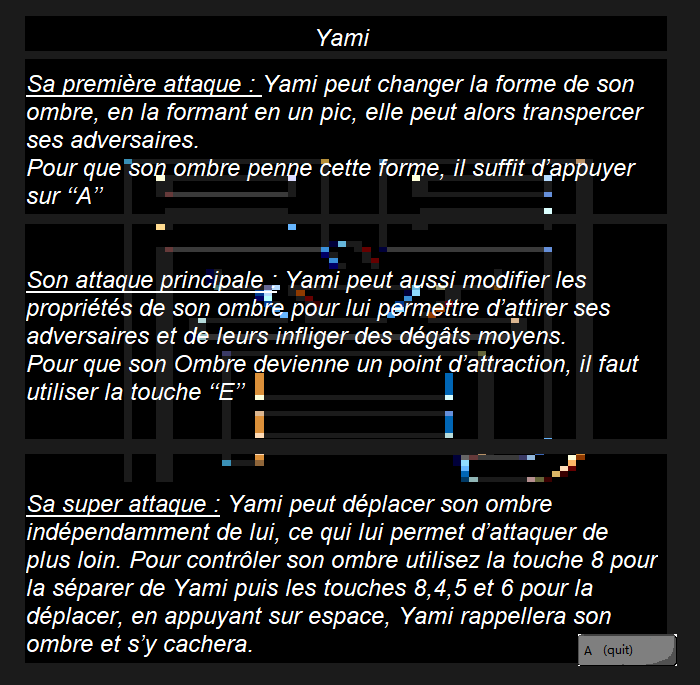 Yami
Sa première attaque : Yami peut changer la forme de son
ombre, en la formant en un pic, elle peut alors transpercer
ses adversaires.
Pour que son ombre penne cette forme, il suffit d’appuyer
sur “A”
Son attaque principale : Yami peut aussi modifier les
propriétés de son ombre pour lui permettre d’attirer ses
adversaires et de leurs infliger des dégâts moyens.
Pour que son Ombre devienne un point d’attraction, il faut
utiliser la touche “E”
Sa super attaque : Yami peut déplacer son ombre
indépendamment de lui, ce qui lui permet d’attaquer de
plus loin. Pour contrôler son ombre utilisez la touche 8 pour
la séparer de Yami puis les touches 8,4,5 et 6 pour la
déplacer, en appuyant sur espace, Yami rappellera son
ombre et s’y cachera.
A (quit)